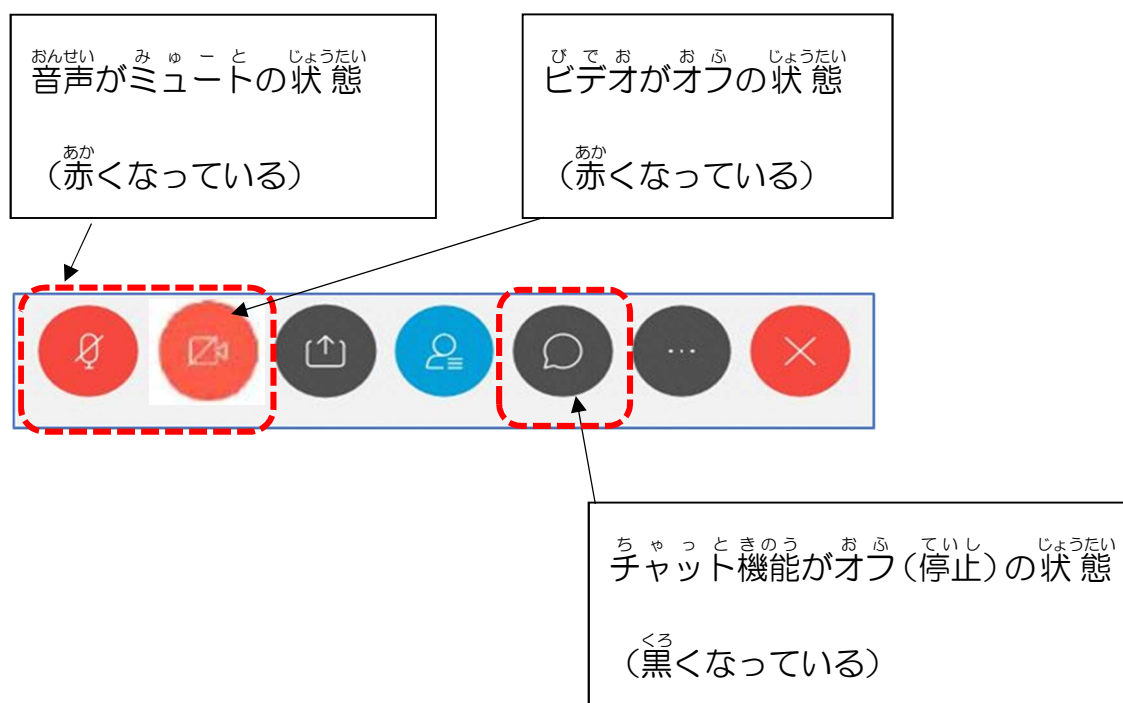 おんせい みゅーと じょうたい
音声がミュートの状態
あか
（赤くなっている）
びでお おふ じょうたい
ビデオがオフの状態
あか
（赤くなっている）
ちゃっときのう おふ ていし じょうたい
チャット機能がオフ（停止）の状態
くろ
（黒くなっている）